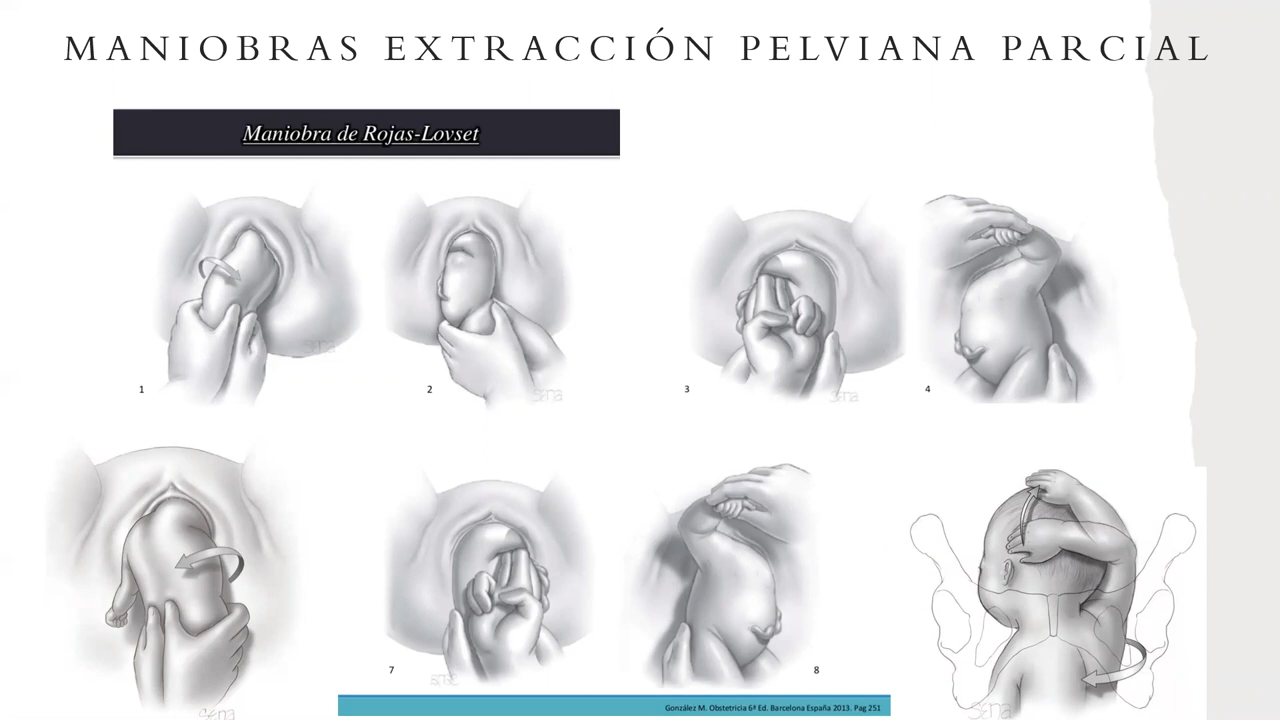 MANIOBRAS EXTRACCIÓN PELVIANA PARCIAL
Maniobra de Rojas-Lovset
1
2
3
4
7
8
González M. Obstetricia 6ª Ed. Barcelona España 2013. Pag 251